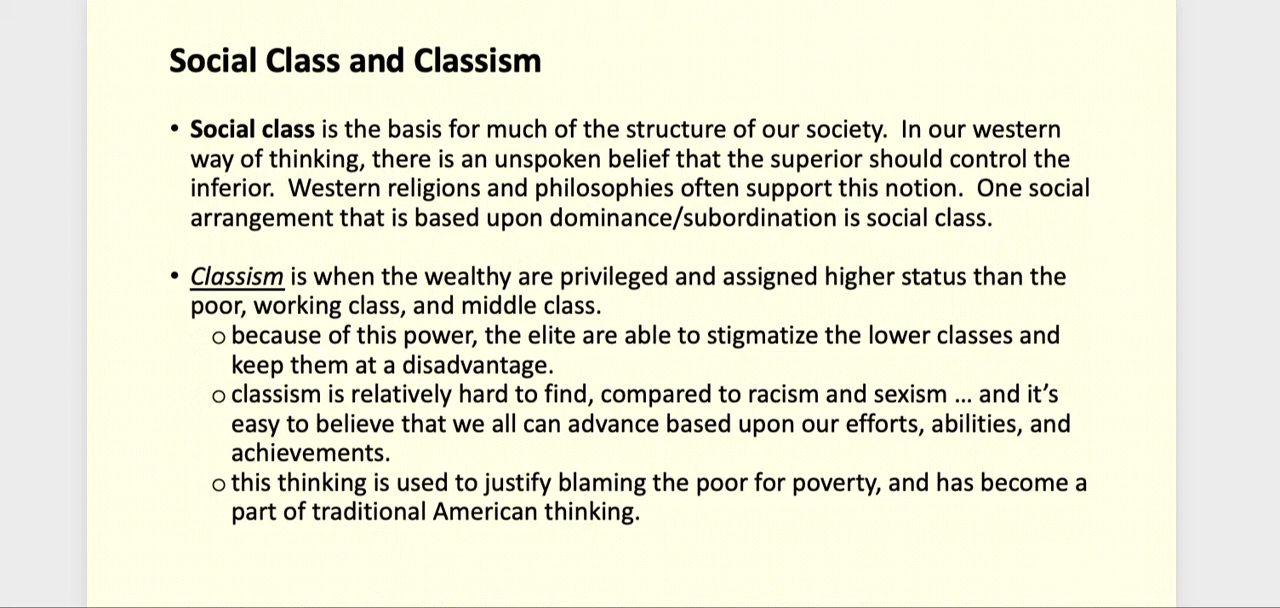 Social Class and Classism
• Social class is the basis for much of the structure of our society.  In our western
way of thinking, there is an unspoken belief that the superior should control the
inferior.  Western religions and philosophies often support this notion.  One social
arrangement that is based upon dominance/subordination is social class.
• Classism is when the wealthy are privileged and assigned higher status than the
poor, working class, and middle class.
o because of this power, the elite are able to stigmatize the lower classes and
keep them at a disadvantage.
o classism is relatively hard to find, compared to racism and sexism ... and it’s
easy to believe that we all can advance based upon our efforts, abilities, and
achievements.
o this thinking is used to justify blaming the poor for poverty, and has become a
part of traditional American thinking.